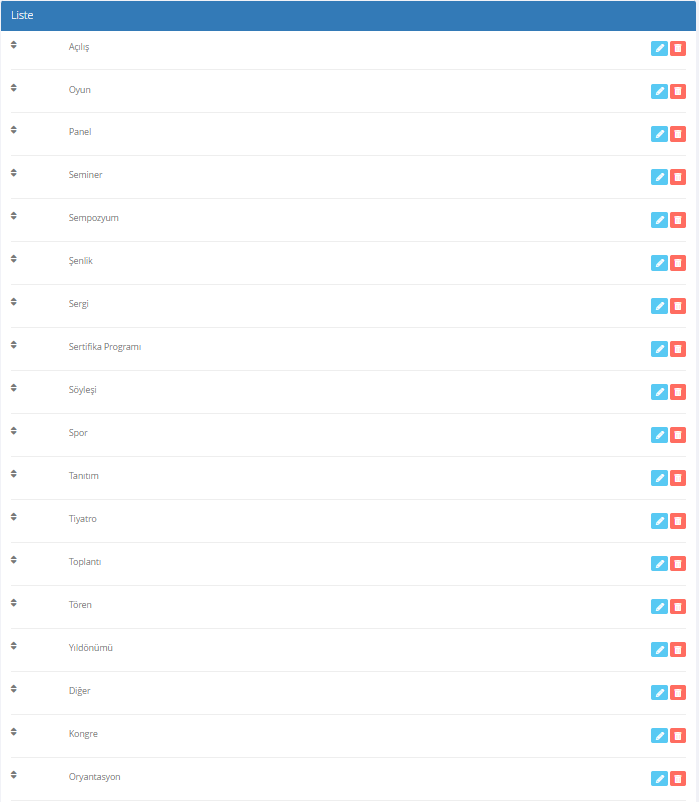 Liste
Açılış
Oyun
Panel
Seminer
Sempozyum
Şenlik
Sergi
Sertifika Programı
Söyleşi
Spor
Tanıtım
Tiyatro
Toplantı
Tören
Yıldönümü
Diğer
Kongre
Oryantasyon